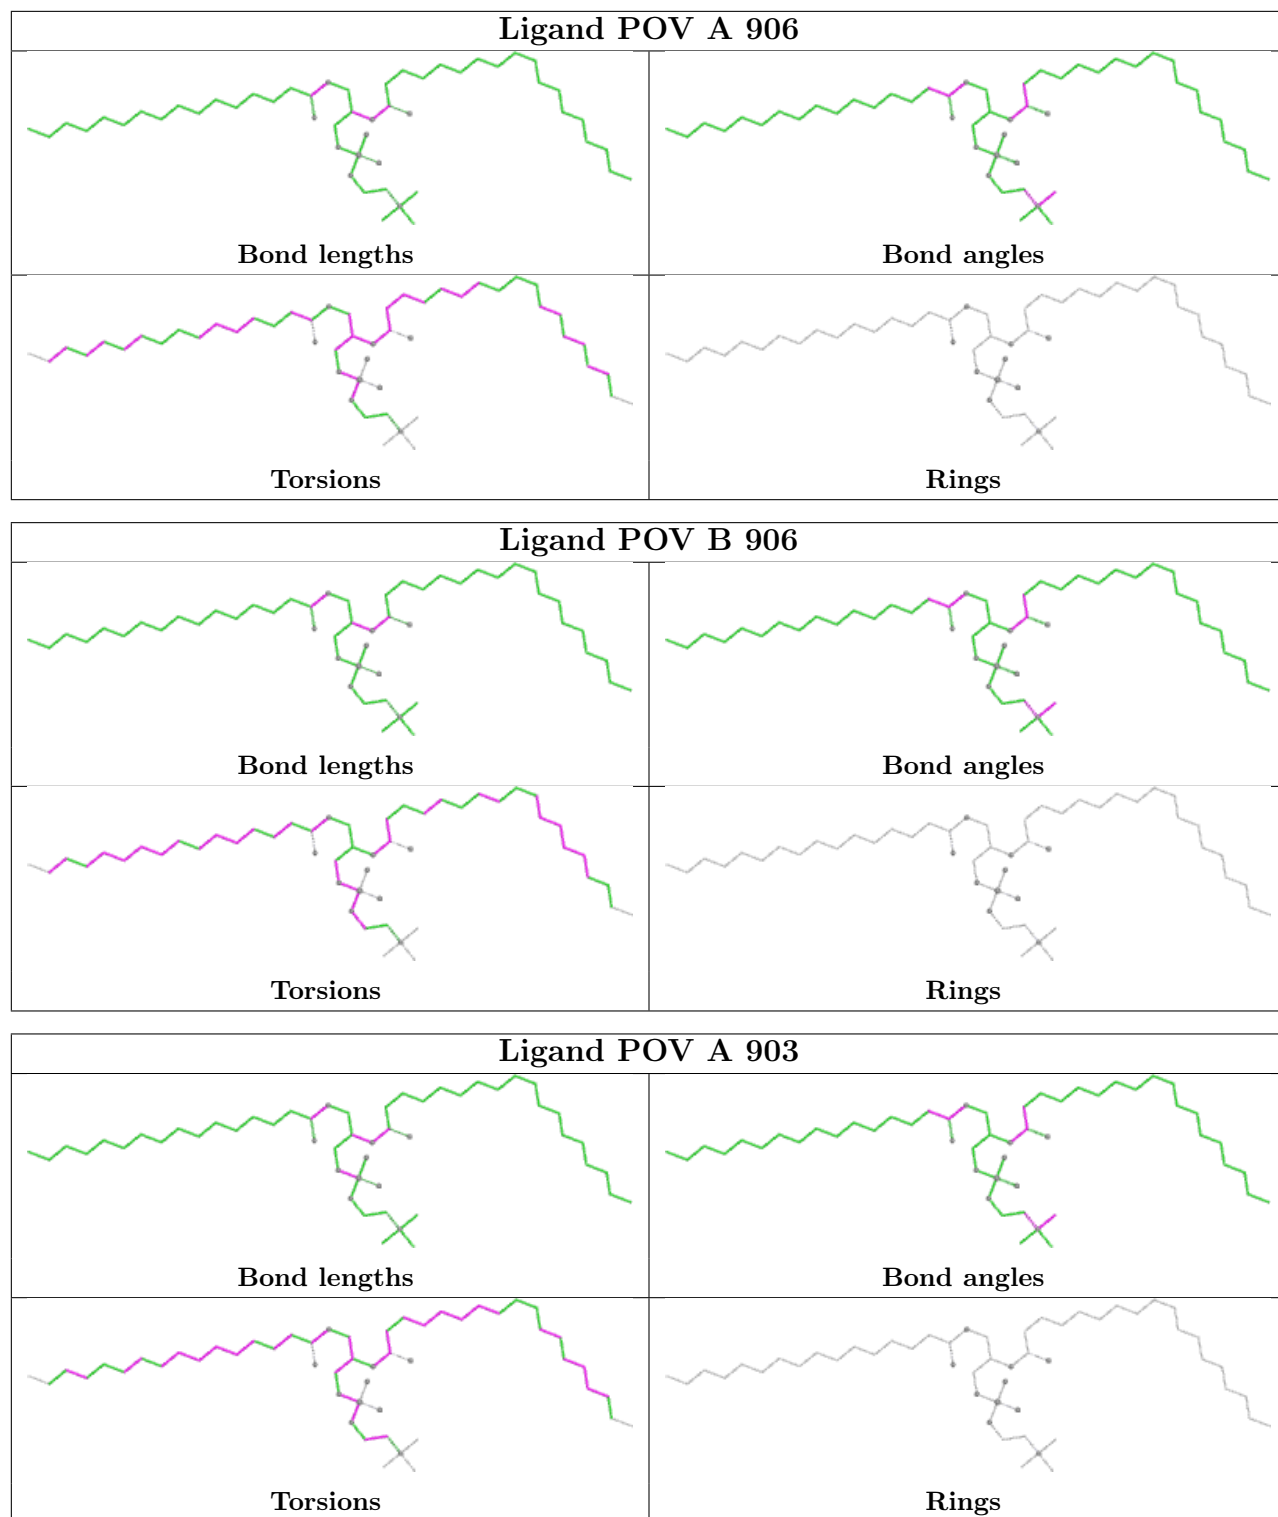 Ligand POV A 906
Bond lengths
Bond angles
Torsions
Rings
Ligand POV B 906
Bond lengths
Bond angles
Torsions
Rings
Ligand POV A 903
Bond lengths
Bond angles
Torsions
Rings